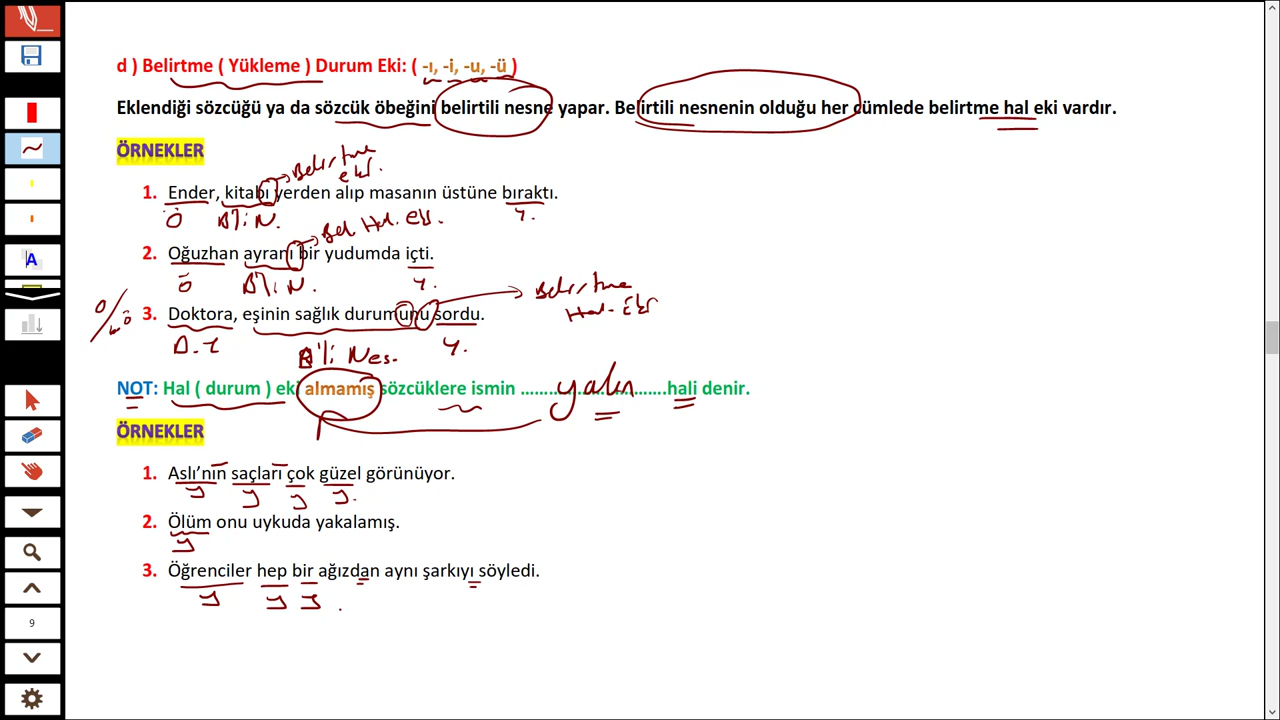 d ) Belirtme ( Yükleme ) Durum Eki: ( -ı, -i, -u, -ü )
Eklendiği sözcüğü ya da sözcük öbeğini belirtili nesne yapar. Belirtili nesnenin olduğu her cümlede belirtme hal eki vardır.
ÖRNEKLER
Belirtme
eki.
1. Ender, kitabı yerden alıp masanın üstüne bıraktı.
Ö B'li N. Y.
Bel Hal. eki.
2. Oğuzhan ayranı bir yudumda içti.
Ö B'li N. Y.
Belirtme
Hal. Eki
3. Doktora, eşinin sağlık durumunu sordu.
D.T B'li Nes. Y.
NOT: Hal ( durum ) eki almamış sözcüklere ismin ........yalın........hali denir.
ÖRNEKLER
1. Aslı’nın saçları çok güzel görünüyor.
y y y y.
2. Ölüm onu uykuda yakalamış.
y
3. Öğrenciler hep bir ağızdan aynı şarkıyı söyledi.
y y y
A
9